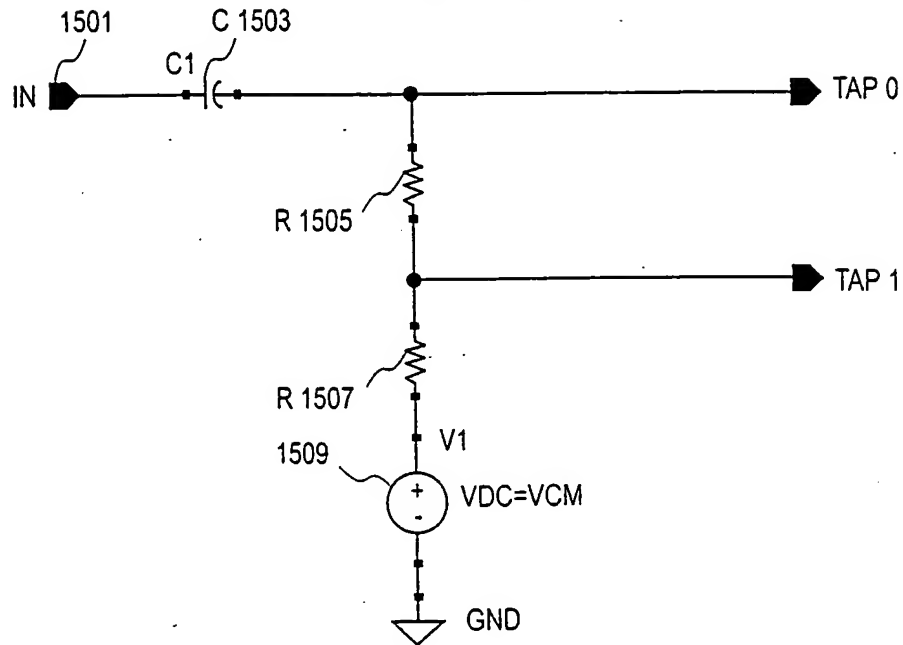 1501
C 1503
C1
IN
TAP 0
R 1505
TAP 1
R 1507
V1
1509
+
-
VDC=VCM
GND